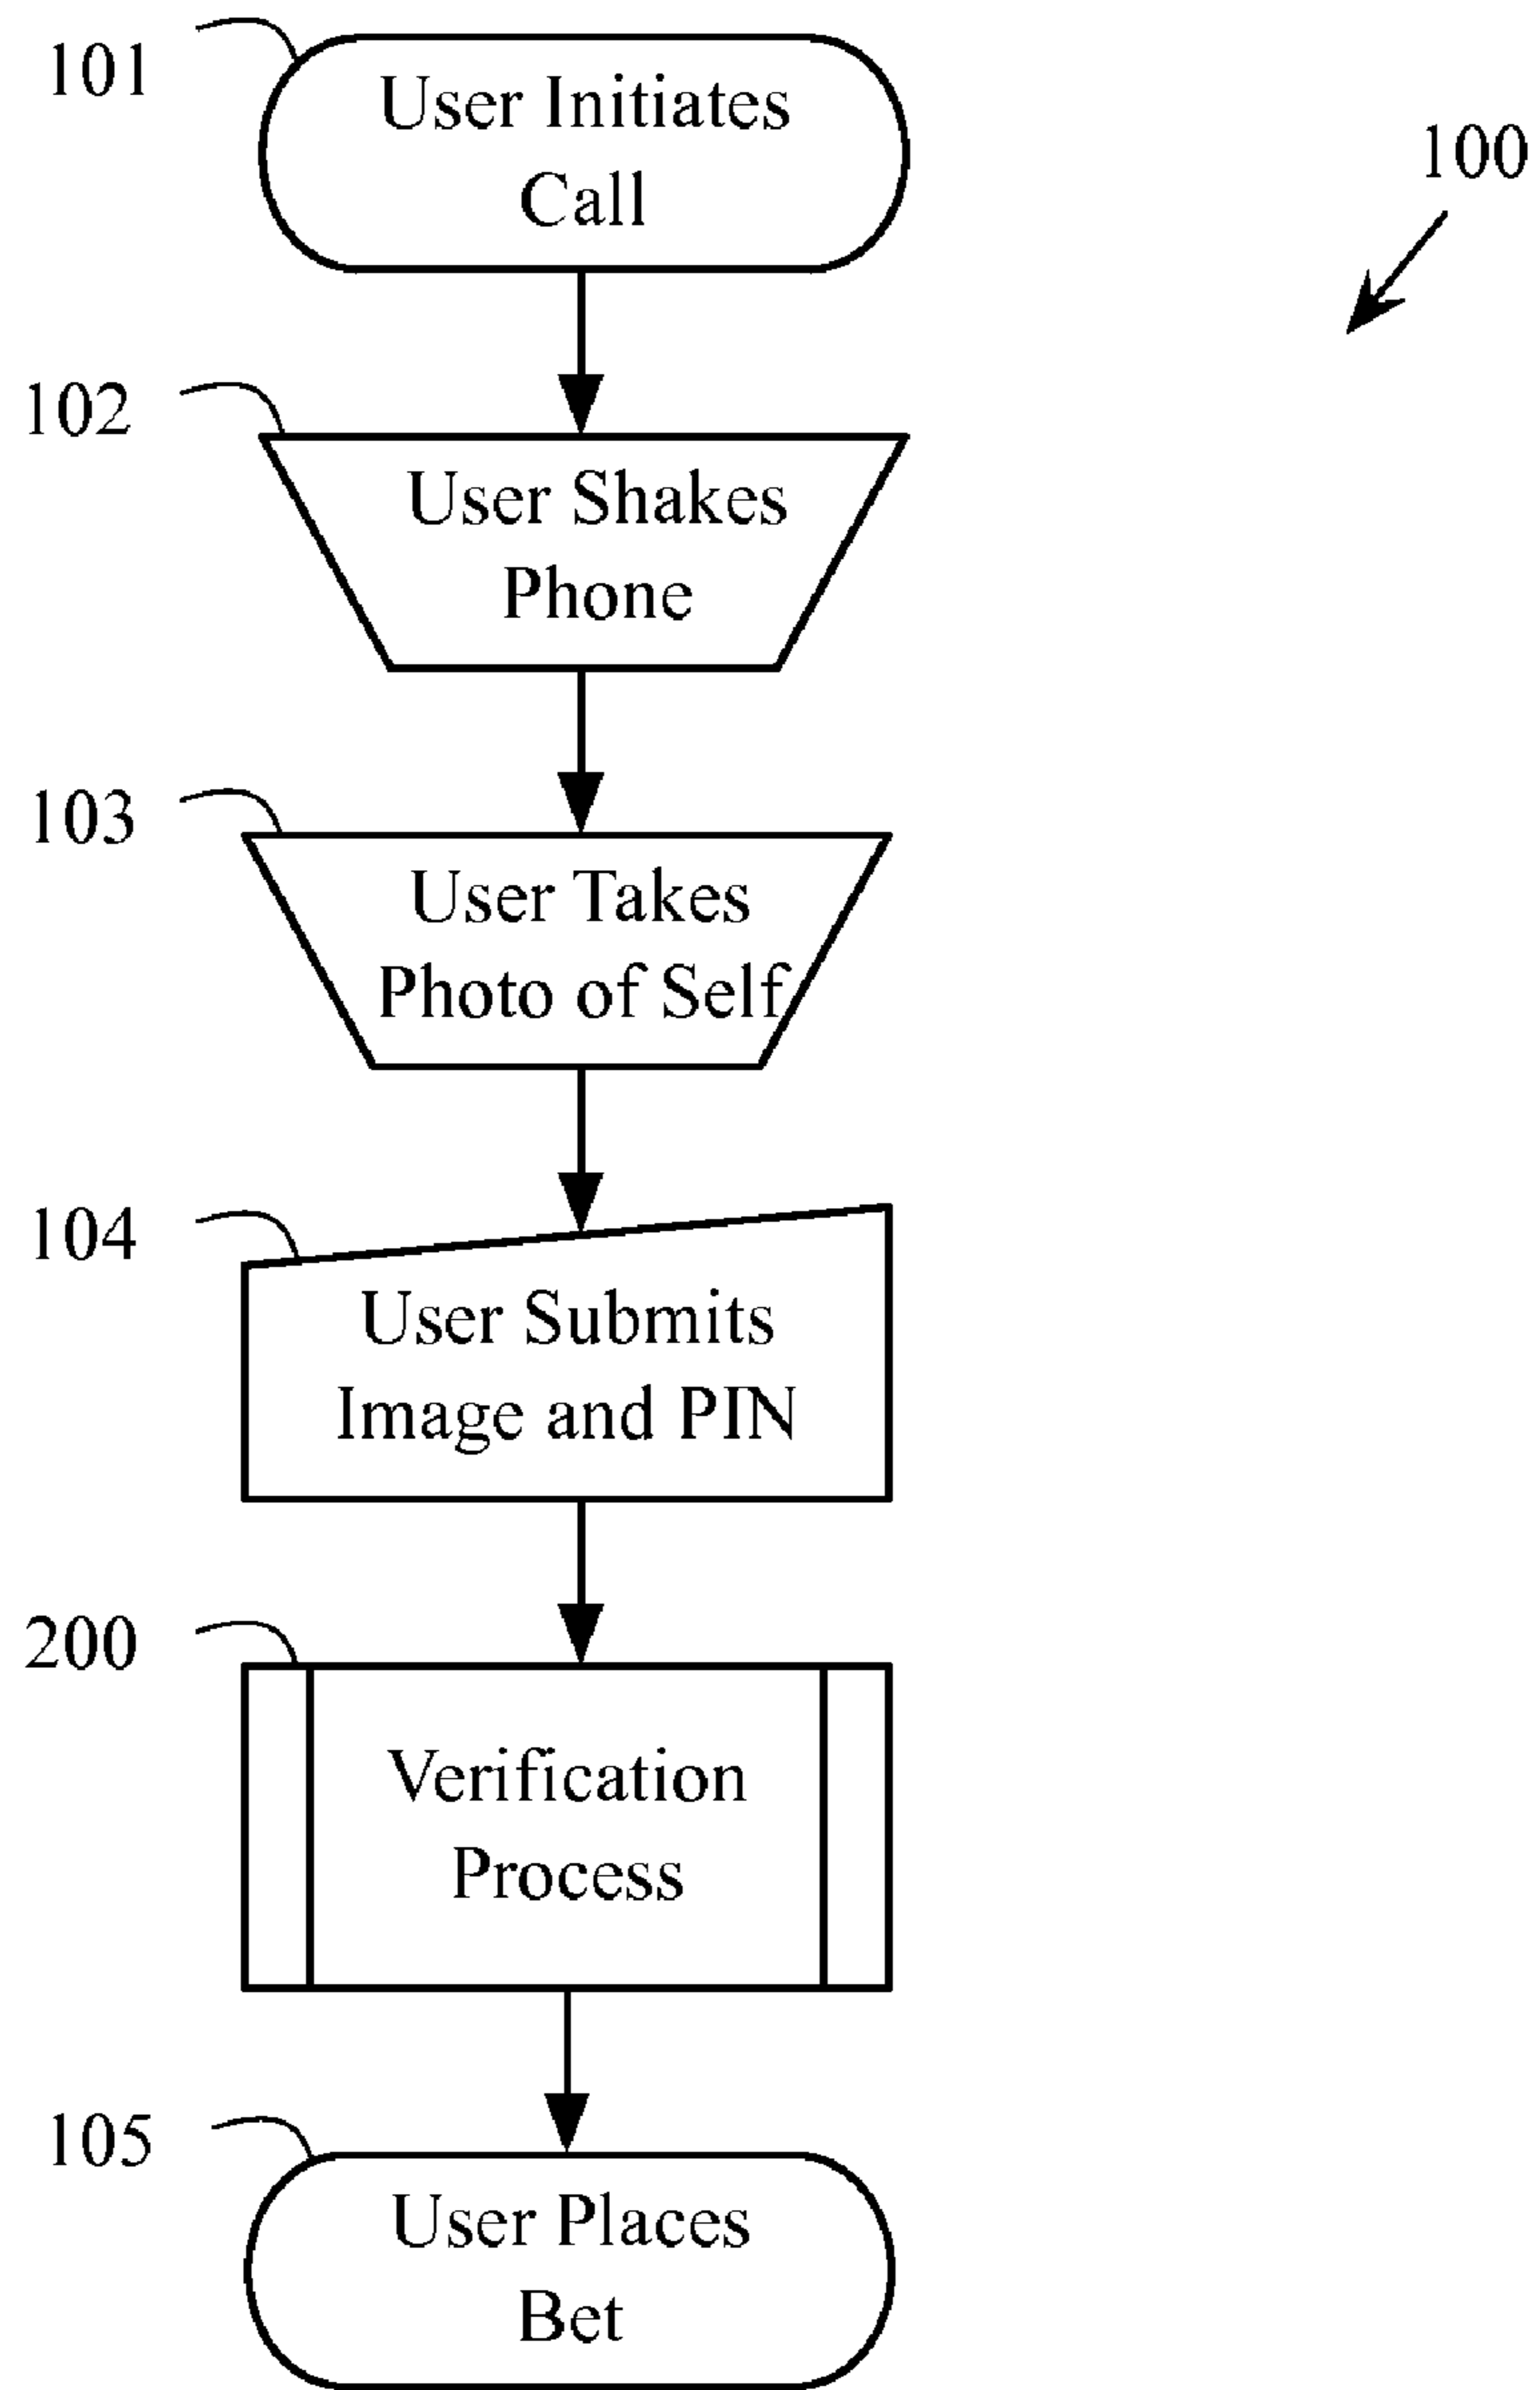 101
User Initiates
Call
100
102
User Shakes
Phone
103
User Takes
Photo of Self
104
User Submits
Image and PIN
200
Verification
Process
105
User Places
Bet